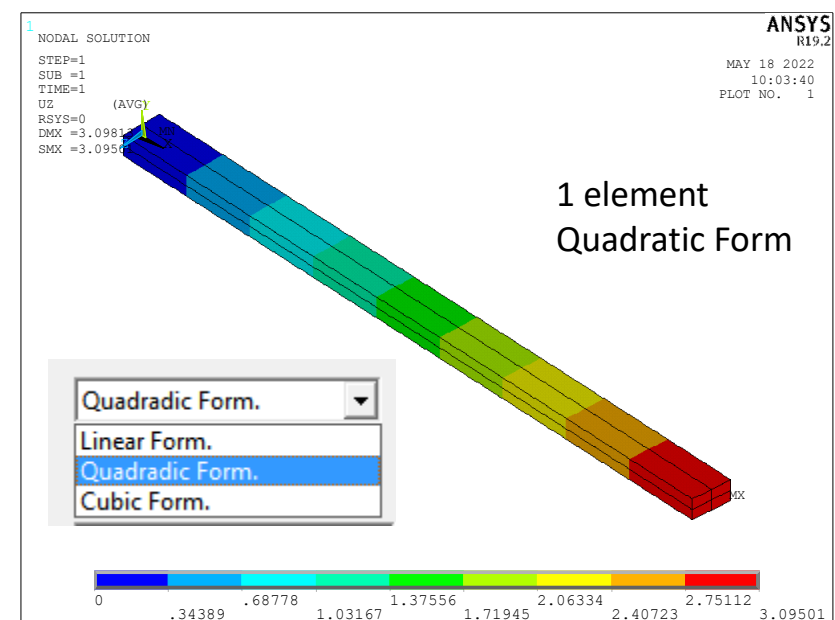 1
NODAL SOLUTION
STEP=1
SUB =1
TIME=1
UZ (AVG)
RSYS=0
DMX =3.0981
SMX =3.0950
ANSYS
R19.2
MAY 18 2022
10:03:40
PLOT NO. 1
1 element
Quadratic Form
Quadradic Form.
Linear Form.
Quadradic Form.
Cubic Form.
MX
0 .68778 1.37556 2.06334 2.75112
.34389 1.03167 1.71945 2.40723 3.09501